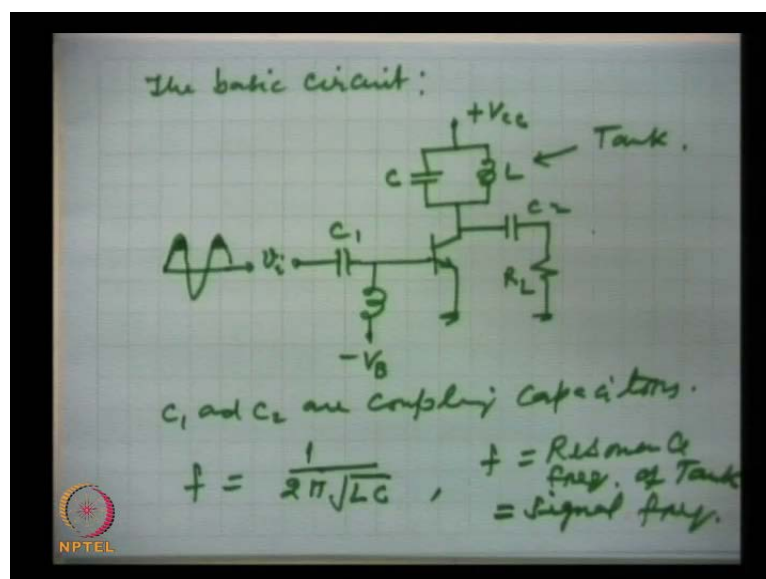 The basic circuit:
+Vcc
Tank.
C
L
C2
C1
vi
RL
-VB
C1 ad C2 are coupling capacitors.
f = 1 / 2π√LC , f = Resonance
freq. of Tank
= signal freq.
NPTEL